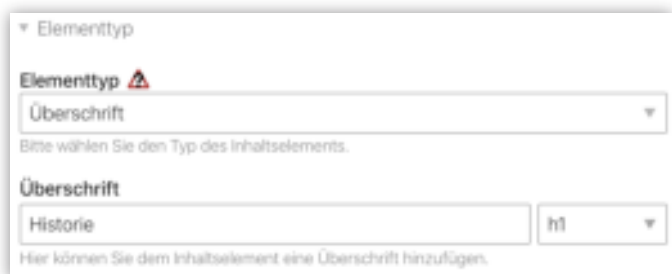 Elementtyp
Elementtyp
Überschrift
Bitte wählen Sie den Typ des Inhaltselements.
Überschrift
Historie h1
Hier können Sie dem Inhaltselement eine Überschrift hinzufügen.